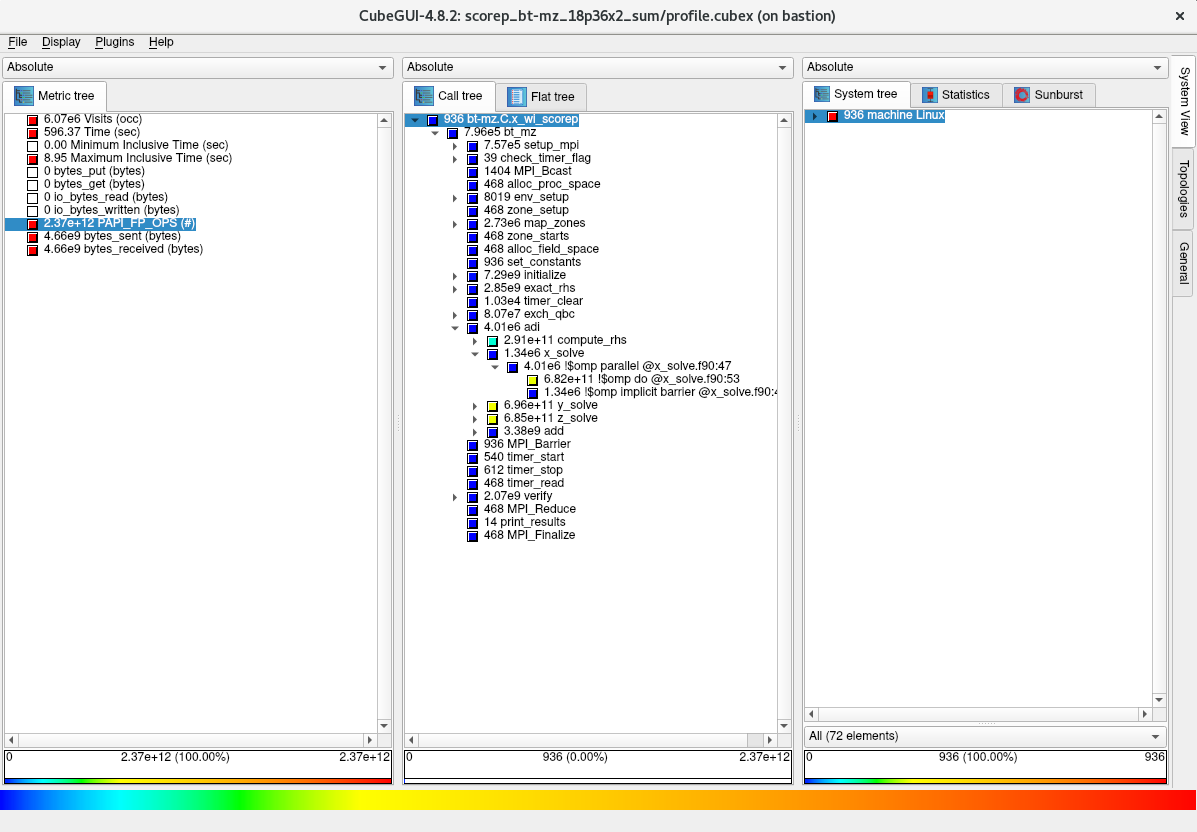 CubeGUI-4.8.2: scorep_bt-mz_18p36x2_sum/profile.cubex (on bastion)
File Display Plugins Help
Absolute
Metric tree
6.07e6 Visits (occ)
596.37 Time (sec)
0.00 Minimum Inclusive Time (sec)
8.95 Maximum Inclusive Time (sec)
0 bytes_put (bytes)
0 bytes_get (bytes)
0 io_bytes_read (bytes)
0 io_bytes_written (bytes)
2.37e+12 PAPI_FP_OPS (#)
4.66e9 bytes_sent (bytes)
4.66e9 bytes_received (bytes)
0 2.37e+12 (100.00%) 2.37e+12
Absolute
Call tree Flat tree
936 bt-mz.C.x_wl_scorep
7.96e5 bt_mz
7.57e5 setup_mpi
39 check_timer_flag
1404 MPI_Bcast
468 alloc_proc_space
8019 env_setup
468 zone_setup
2.73e6 map_zones
468 zone_starts
468 alloc_field_space
936 set_constants
7.29e9 initialize
2.85e9 exact_rhs
1.03e4 timer_clear
8.07e7 exch_qbc
4.01e6 adi
2.91e+11 compute_rhs
1.34e6 x_solve
4.01e6 !$omp parallel @x_solve.f90:47
6.82e+11 !$omp do @x_solve.f90:53
1.34e6 !$omp implicit barrier @x_solve.f90:4
6.96e+11 y_solve
6.85e+11 z_solve
3.38e9 add
936 MPI_Barrier
540 timer_start
612 timer_stop
468 timer_read
2.07e9 verify
468 MPI_Reduce
14 print_results
468 MPI_Finalize
0 936 (0.00%) 2.37e+12
Absolute
System tree Statistics Sunburst
936 machine Linux
All (72 elements)
0 936 (100.00%) 936
System View
Topologies
General